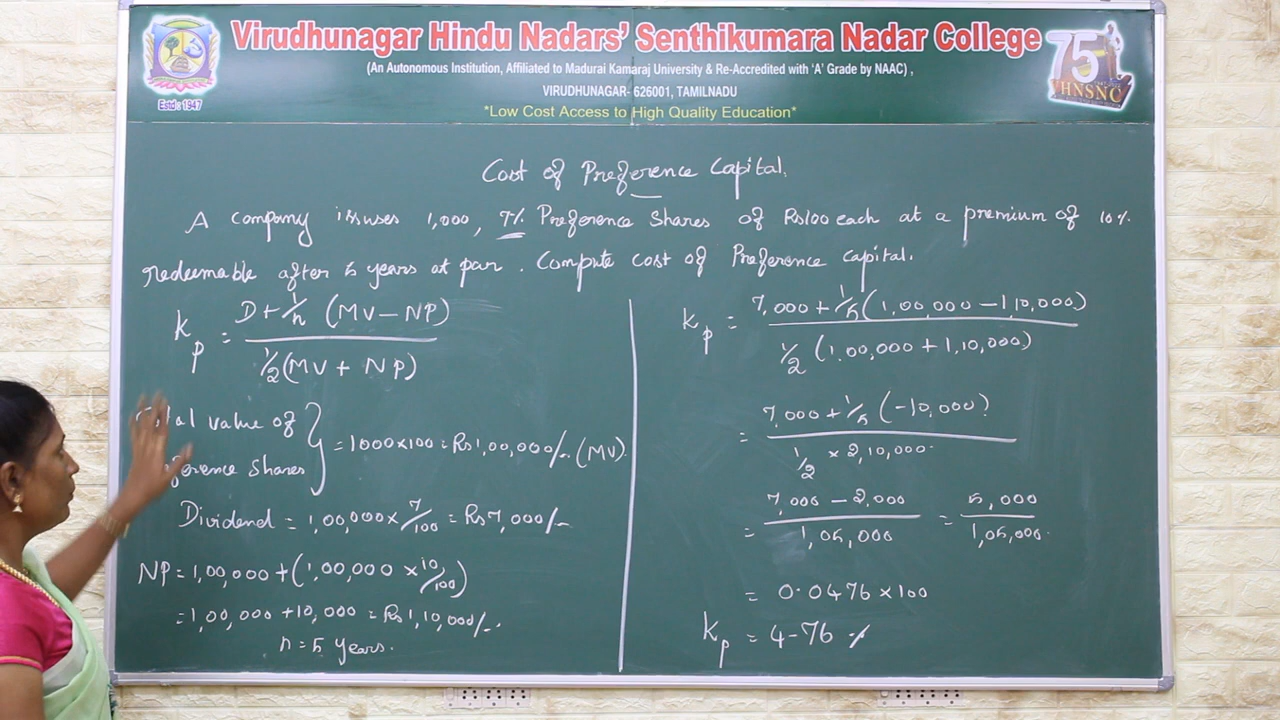 Virudhunagar Hindu Nadars' Senthikumara Nadar College
(An Autonomous Institution, Affiliated to Madurai Kamaraj University & Re-Accredited with 'A' Grade by NAAC) ,
VIRUDHUNAGAR- 626001, TAMILNADU
*Low Cost Access to High Quality Education*
Estd : 1947
75
VHNSNC
Cost of Preference Capital.
A company issues 1,000, 7% Preference Shares of Rs100 each at a premium of 10%
redeemable after 5 years at par. Compute cost of Preference capital.
Kp = D + 1/n (MV - NP)
1/2 (MV + NP)
value of
Shares
= 1000 x 100 = Rs 1,00,000/-. (MV)
Dividend = 1,00,000 x 7/100 = Rs 7,000/-
NP = 1,00,000 + (1,00,000 x 10/100)
= 1,00,000 + 10,000 = Rs 1,10,000/-.
n = 5 years.
Kp = 7,000 + 1/5 (1,00,000 - 1,10,000)
1/2 (1,00,000 + 1,10,000)
= 7,000 + 1/5 (-10,000)
1/2 x 2,10,000
= 7,000 - 2,000 = 5,000
1,05,000 1,05,000.
= 0.0476 x 100
Kp = 4-76 %